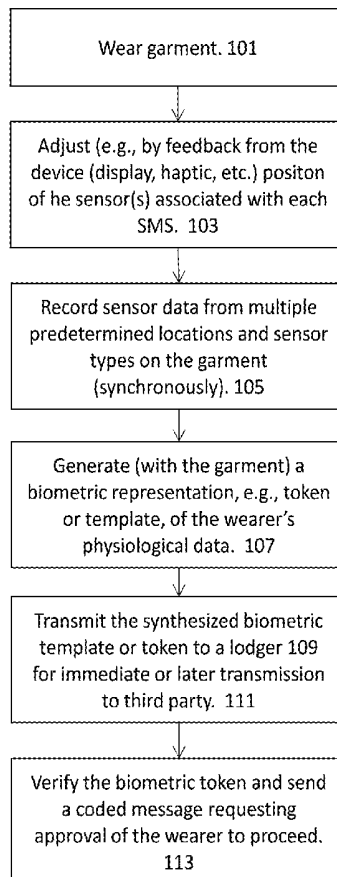 Wear garment. 101
Adjust (e.g., by feedback from the
device (display, haptic, etc.) positon
of he sensor(s) associated with each
SMS.  103
Record sensor data from multiple
predetermined locations and sensor
types on the garment
(synchronously). 105
Generate (with the garment) a
biometric representation, e.g., token
or template, of the wearer’s
physiological data.  107
Transmit the synthesized biometric
template or token to a lodger 109
for immediate or later transmission
to third party.  111
Verify the biometric token and send
a coded message requesting
approval of the wearer to proceed.
113